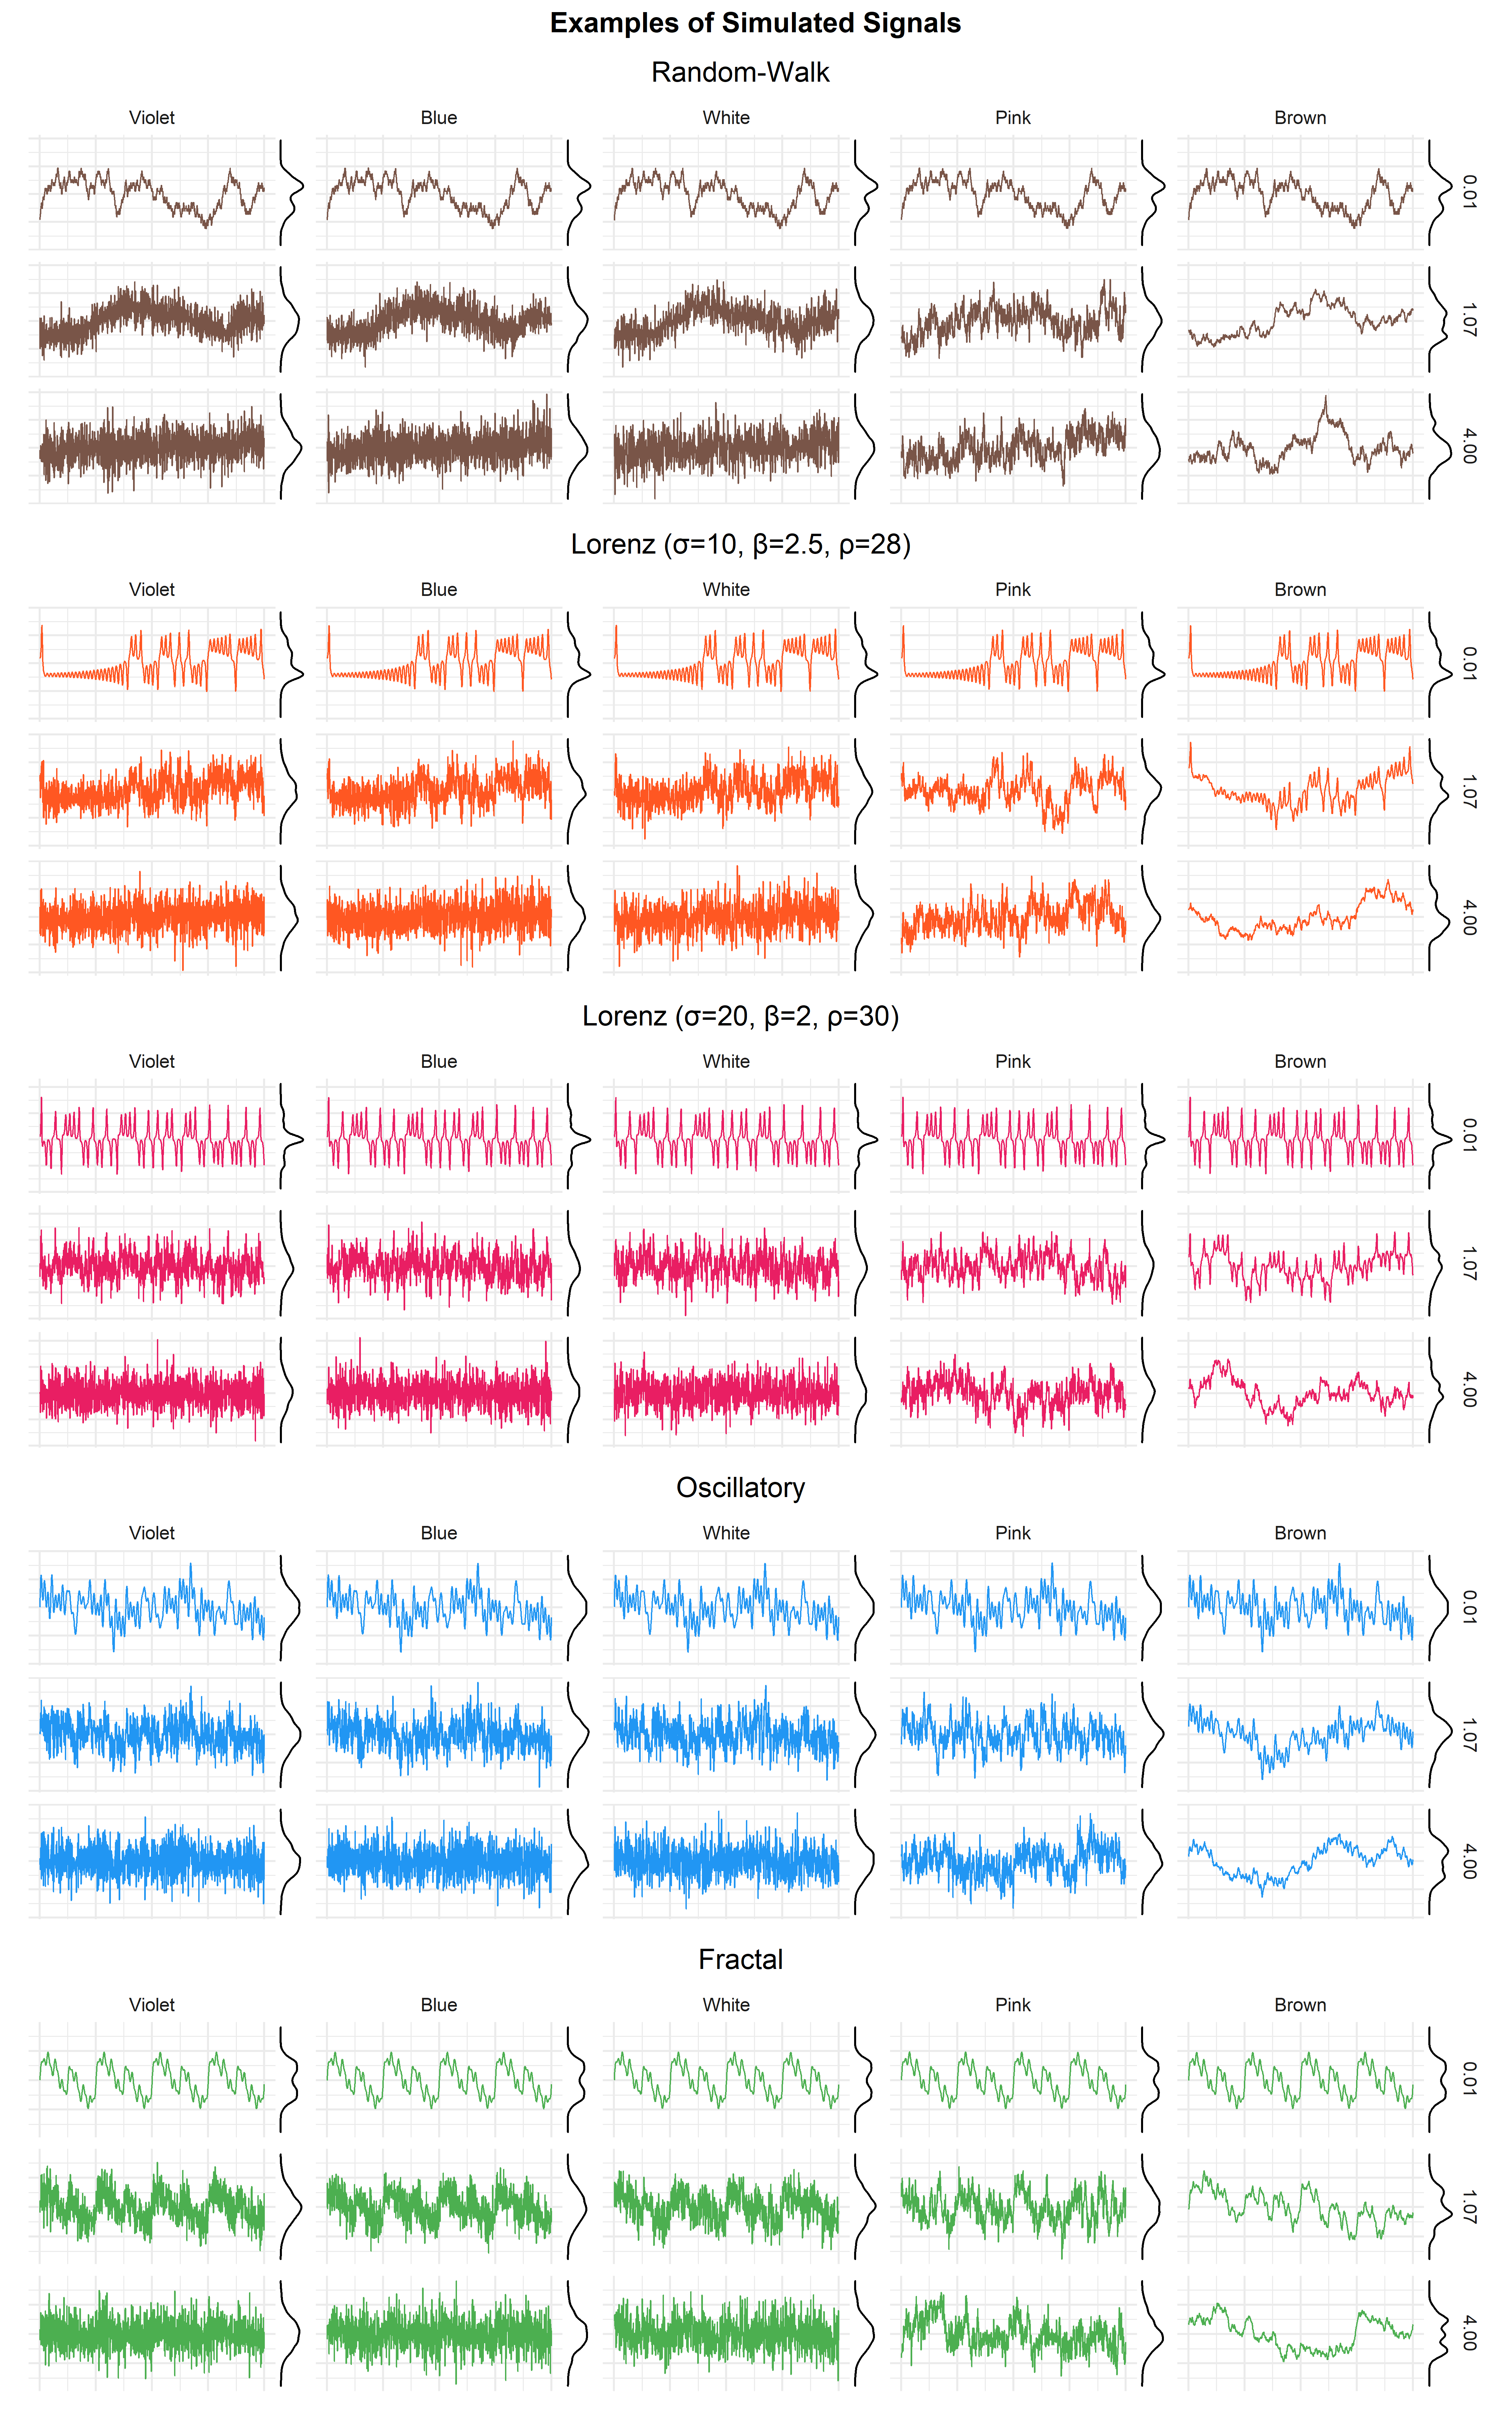 Examples of Simulated Signals
Random-Walk
Violet Blue White Pink Brown
0.01
1.07
4.00
Lorenz (σ=10, β=2.5, ρ=28)
Violet Blue White Pink Brown
0.01
1.07
4.00
Lorenz (σ=20, β=2, ρ=30)
Violet Blue White Pink Brown
0.01
1.07
4.00
Oscillatory
Violet Blue White Pink Brown
0.01
1.07
4.00
Fractal
Violet Blue White Pink Brown
0.01
1.07
4.00